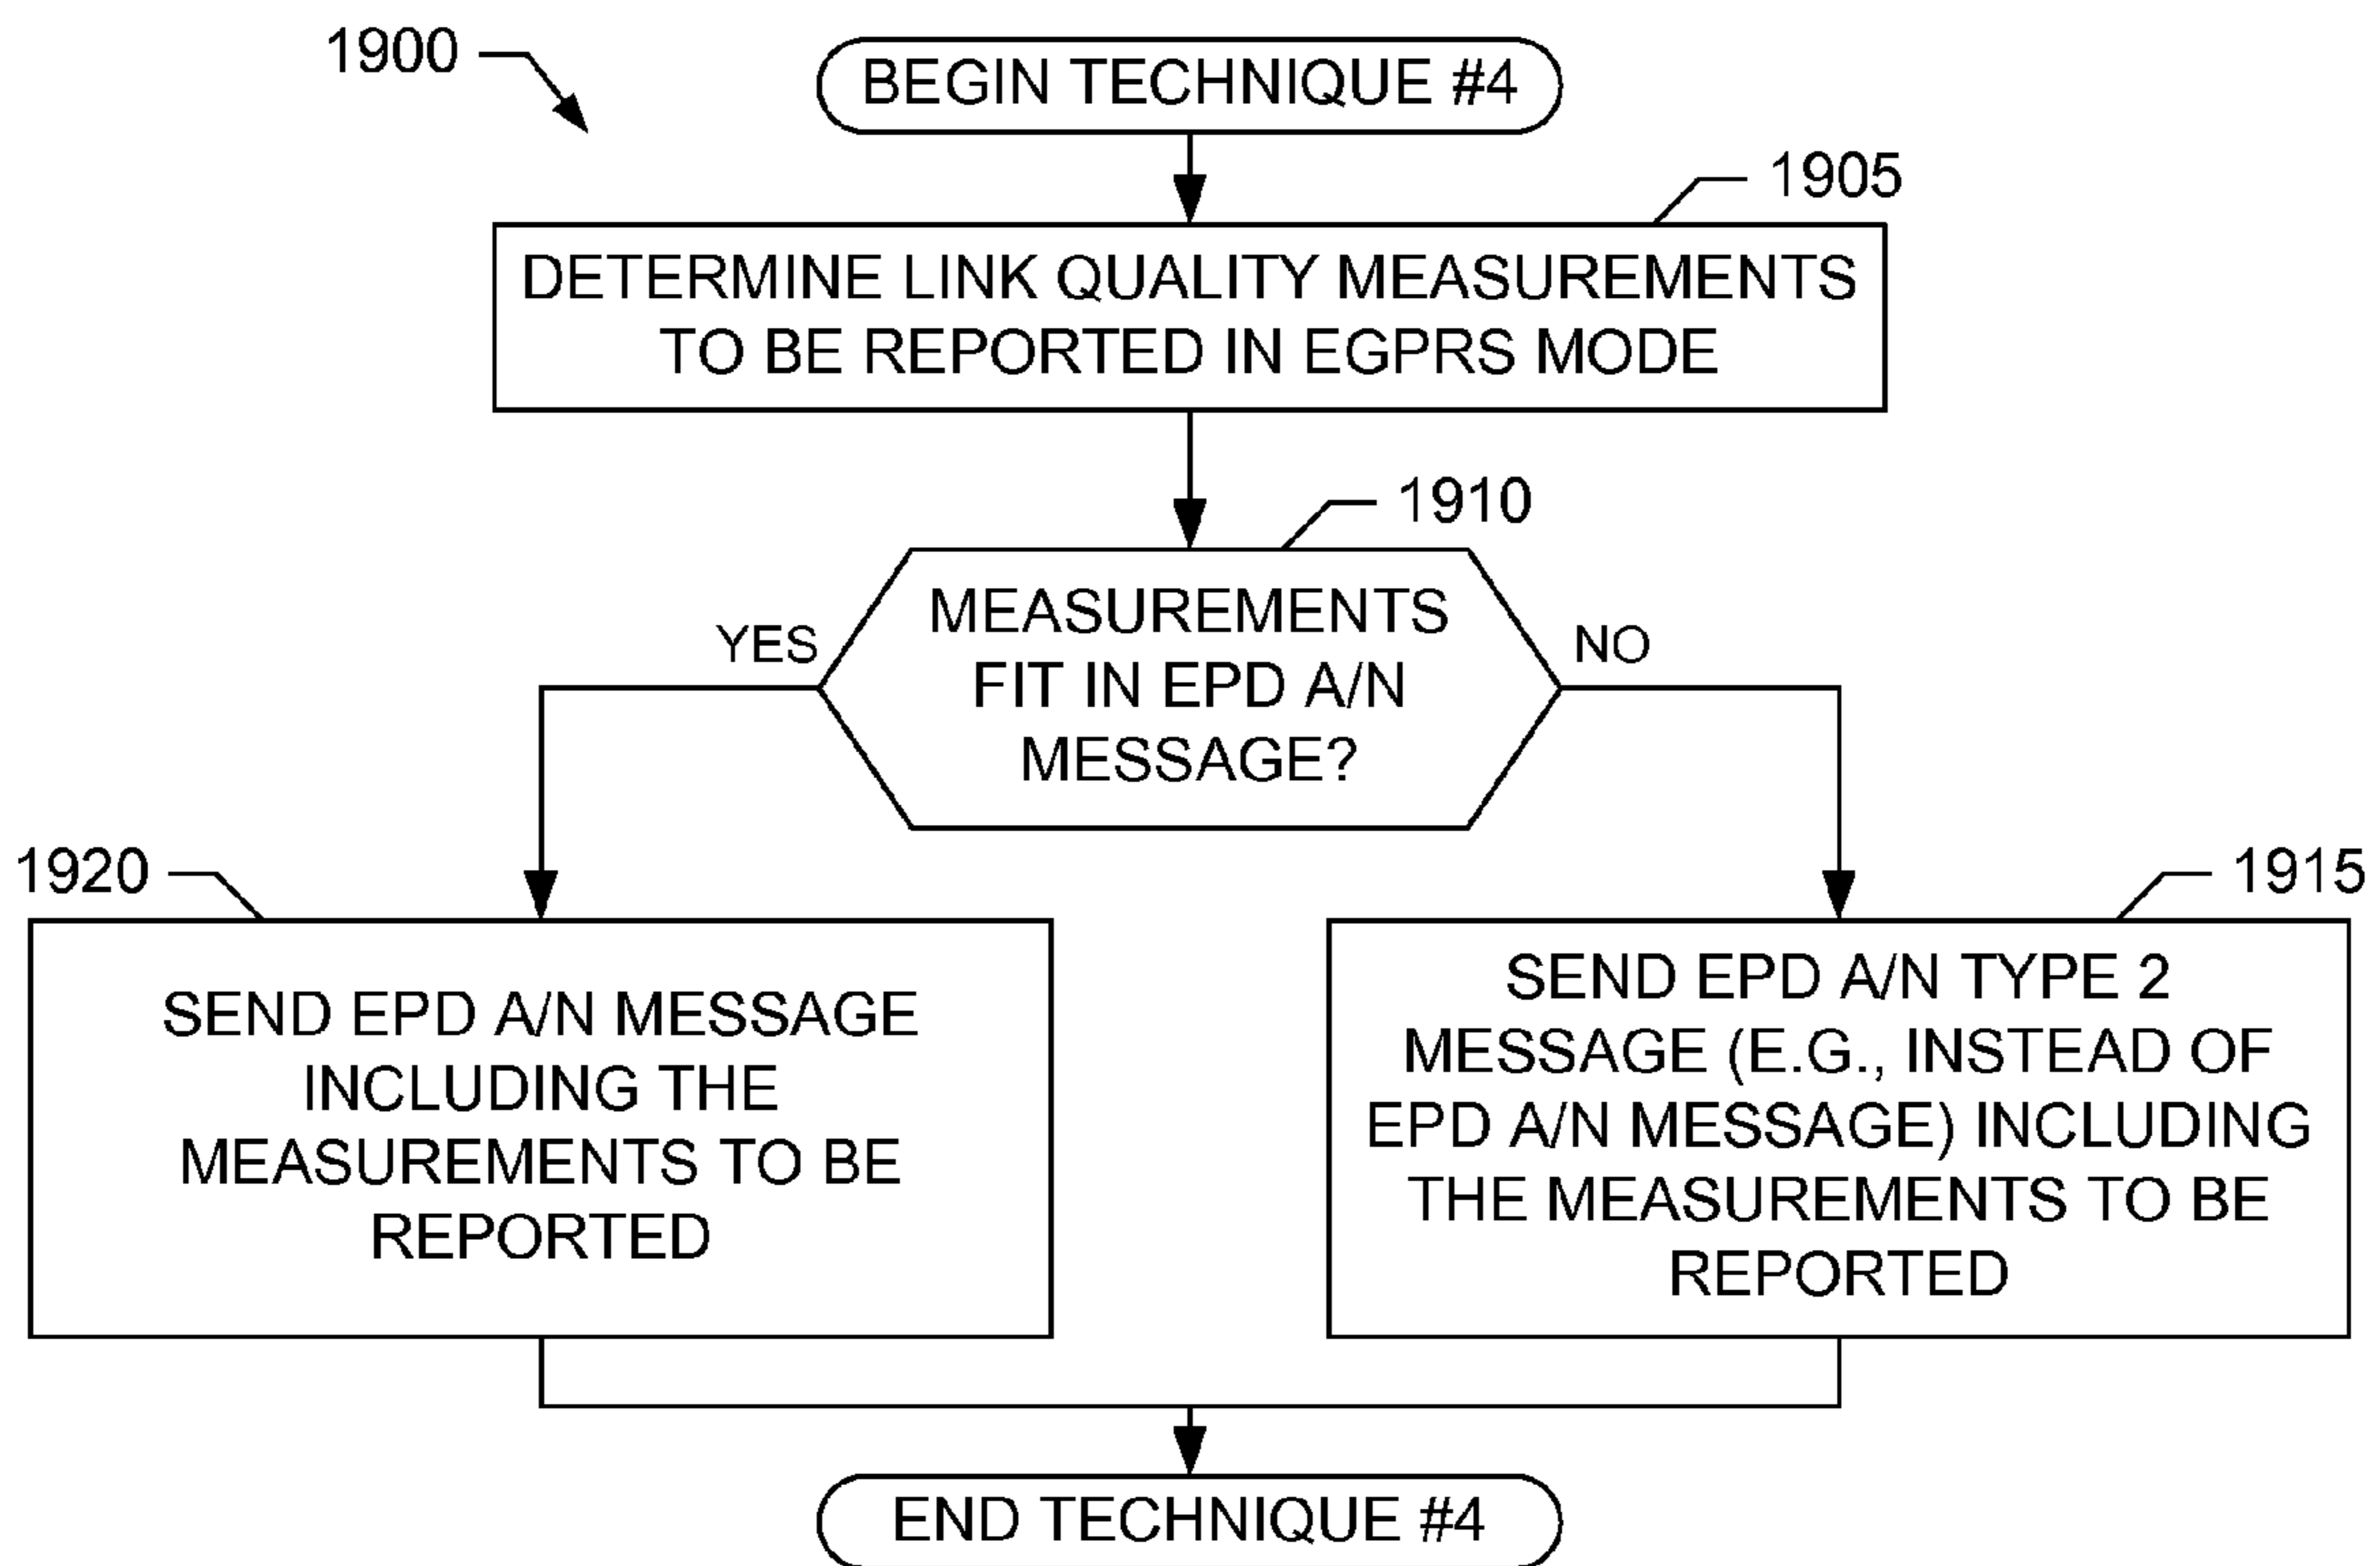 1900
BEGIN TECHNIQUE #4
1905
DETERMINE LINK QUALITY MEASUREMENTS
TO BE REPORTED IN EGPRS MODE
1910
MEASUREMENTS
FIT IN EPD A/N
MESSAGE?
YES
NO
1920
SEND EPD A/N MESSAGE
INCLUDING THE
MEASUREMENTS TO BE
REPORTED
1915
SEND EPD A/N TYPE 2
MESSAGE (E.G., INSTEAD OF
EPD A/N MESSAGE) INCLUDING
THE MEASUREMENTS TO BE
REPORTED
END TECHNIQUE #4